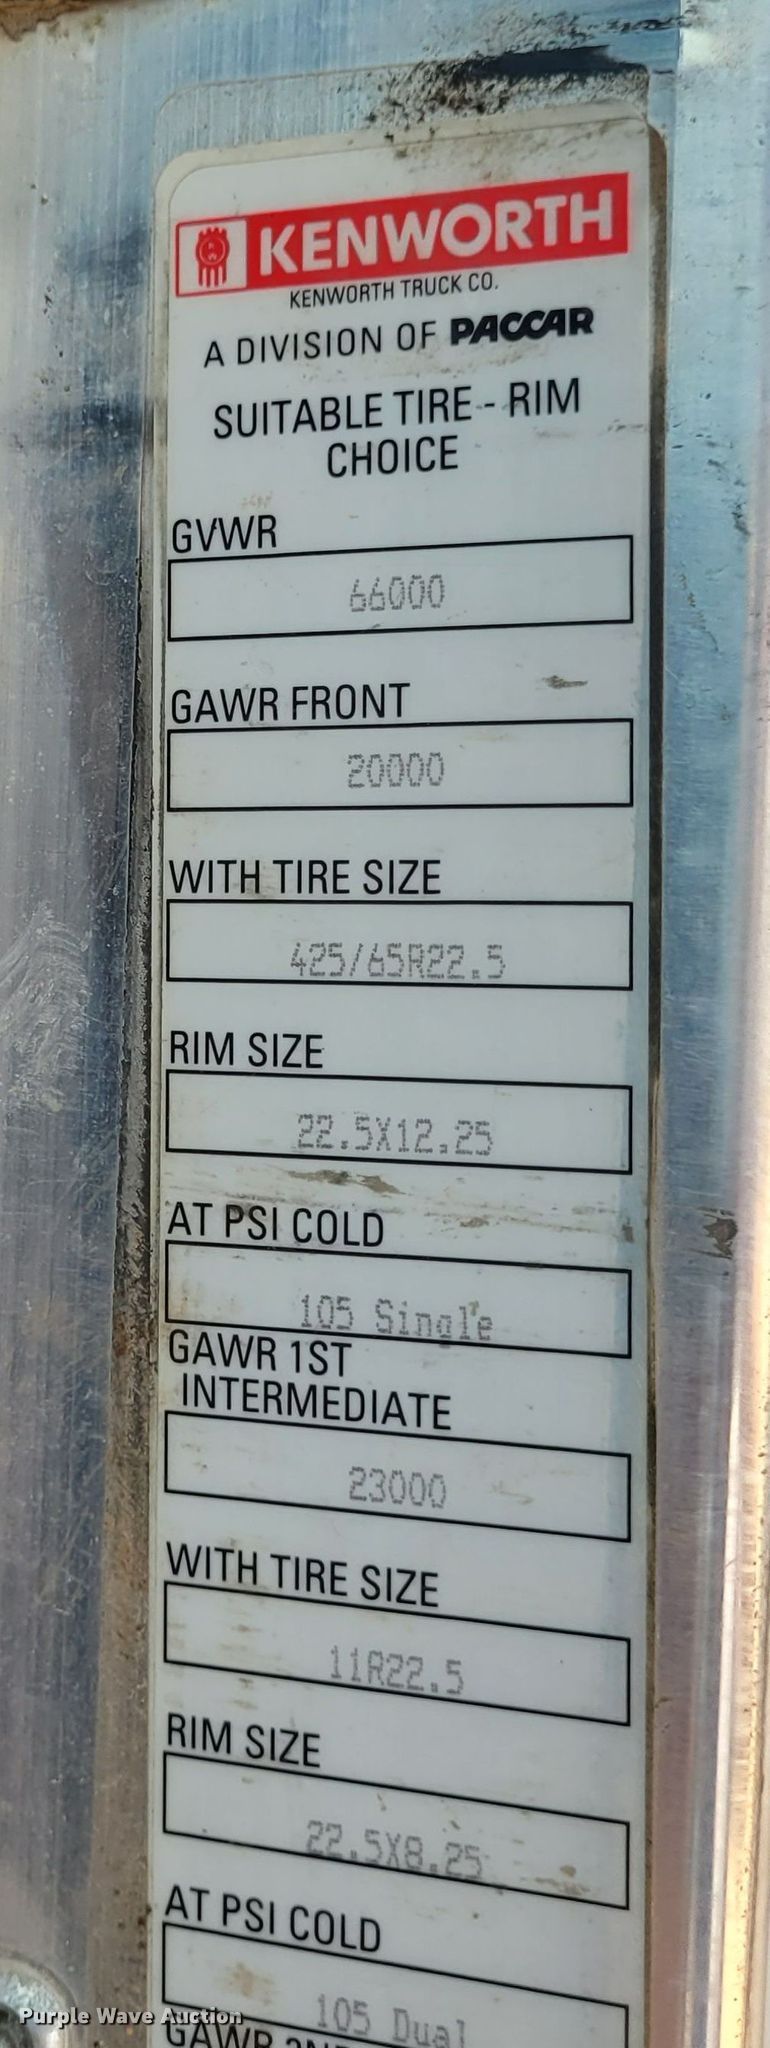 KENWORTH
KENWORTH TRUCK CO.
A DIVISION OF PACCAR
SUITABLE TIRE - RIM
CHOICE
GVWR
66000
GAWR FRONT
20000
WITH TIRE SIZE
425/65R22.5
RIM SIZE
22.5X12.25
AT PSI COLD
105 Single
GAWR 1ST
INTERMEDIATE
23000
WITH TIRE SIZE
11R22.5
RIM SIZE
22.5X8.25
AT PSI COLD
105 Dual
Purple Wave Auction
GAWR